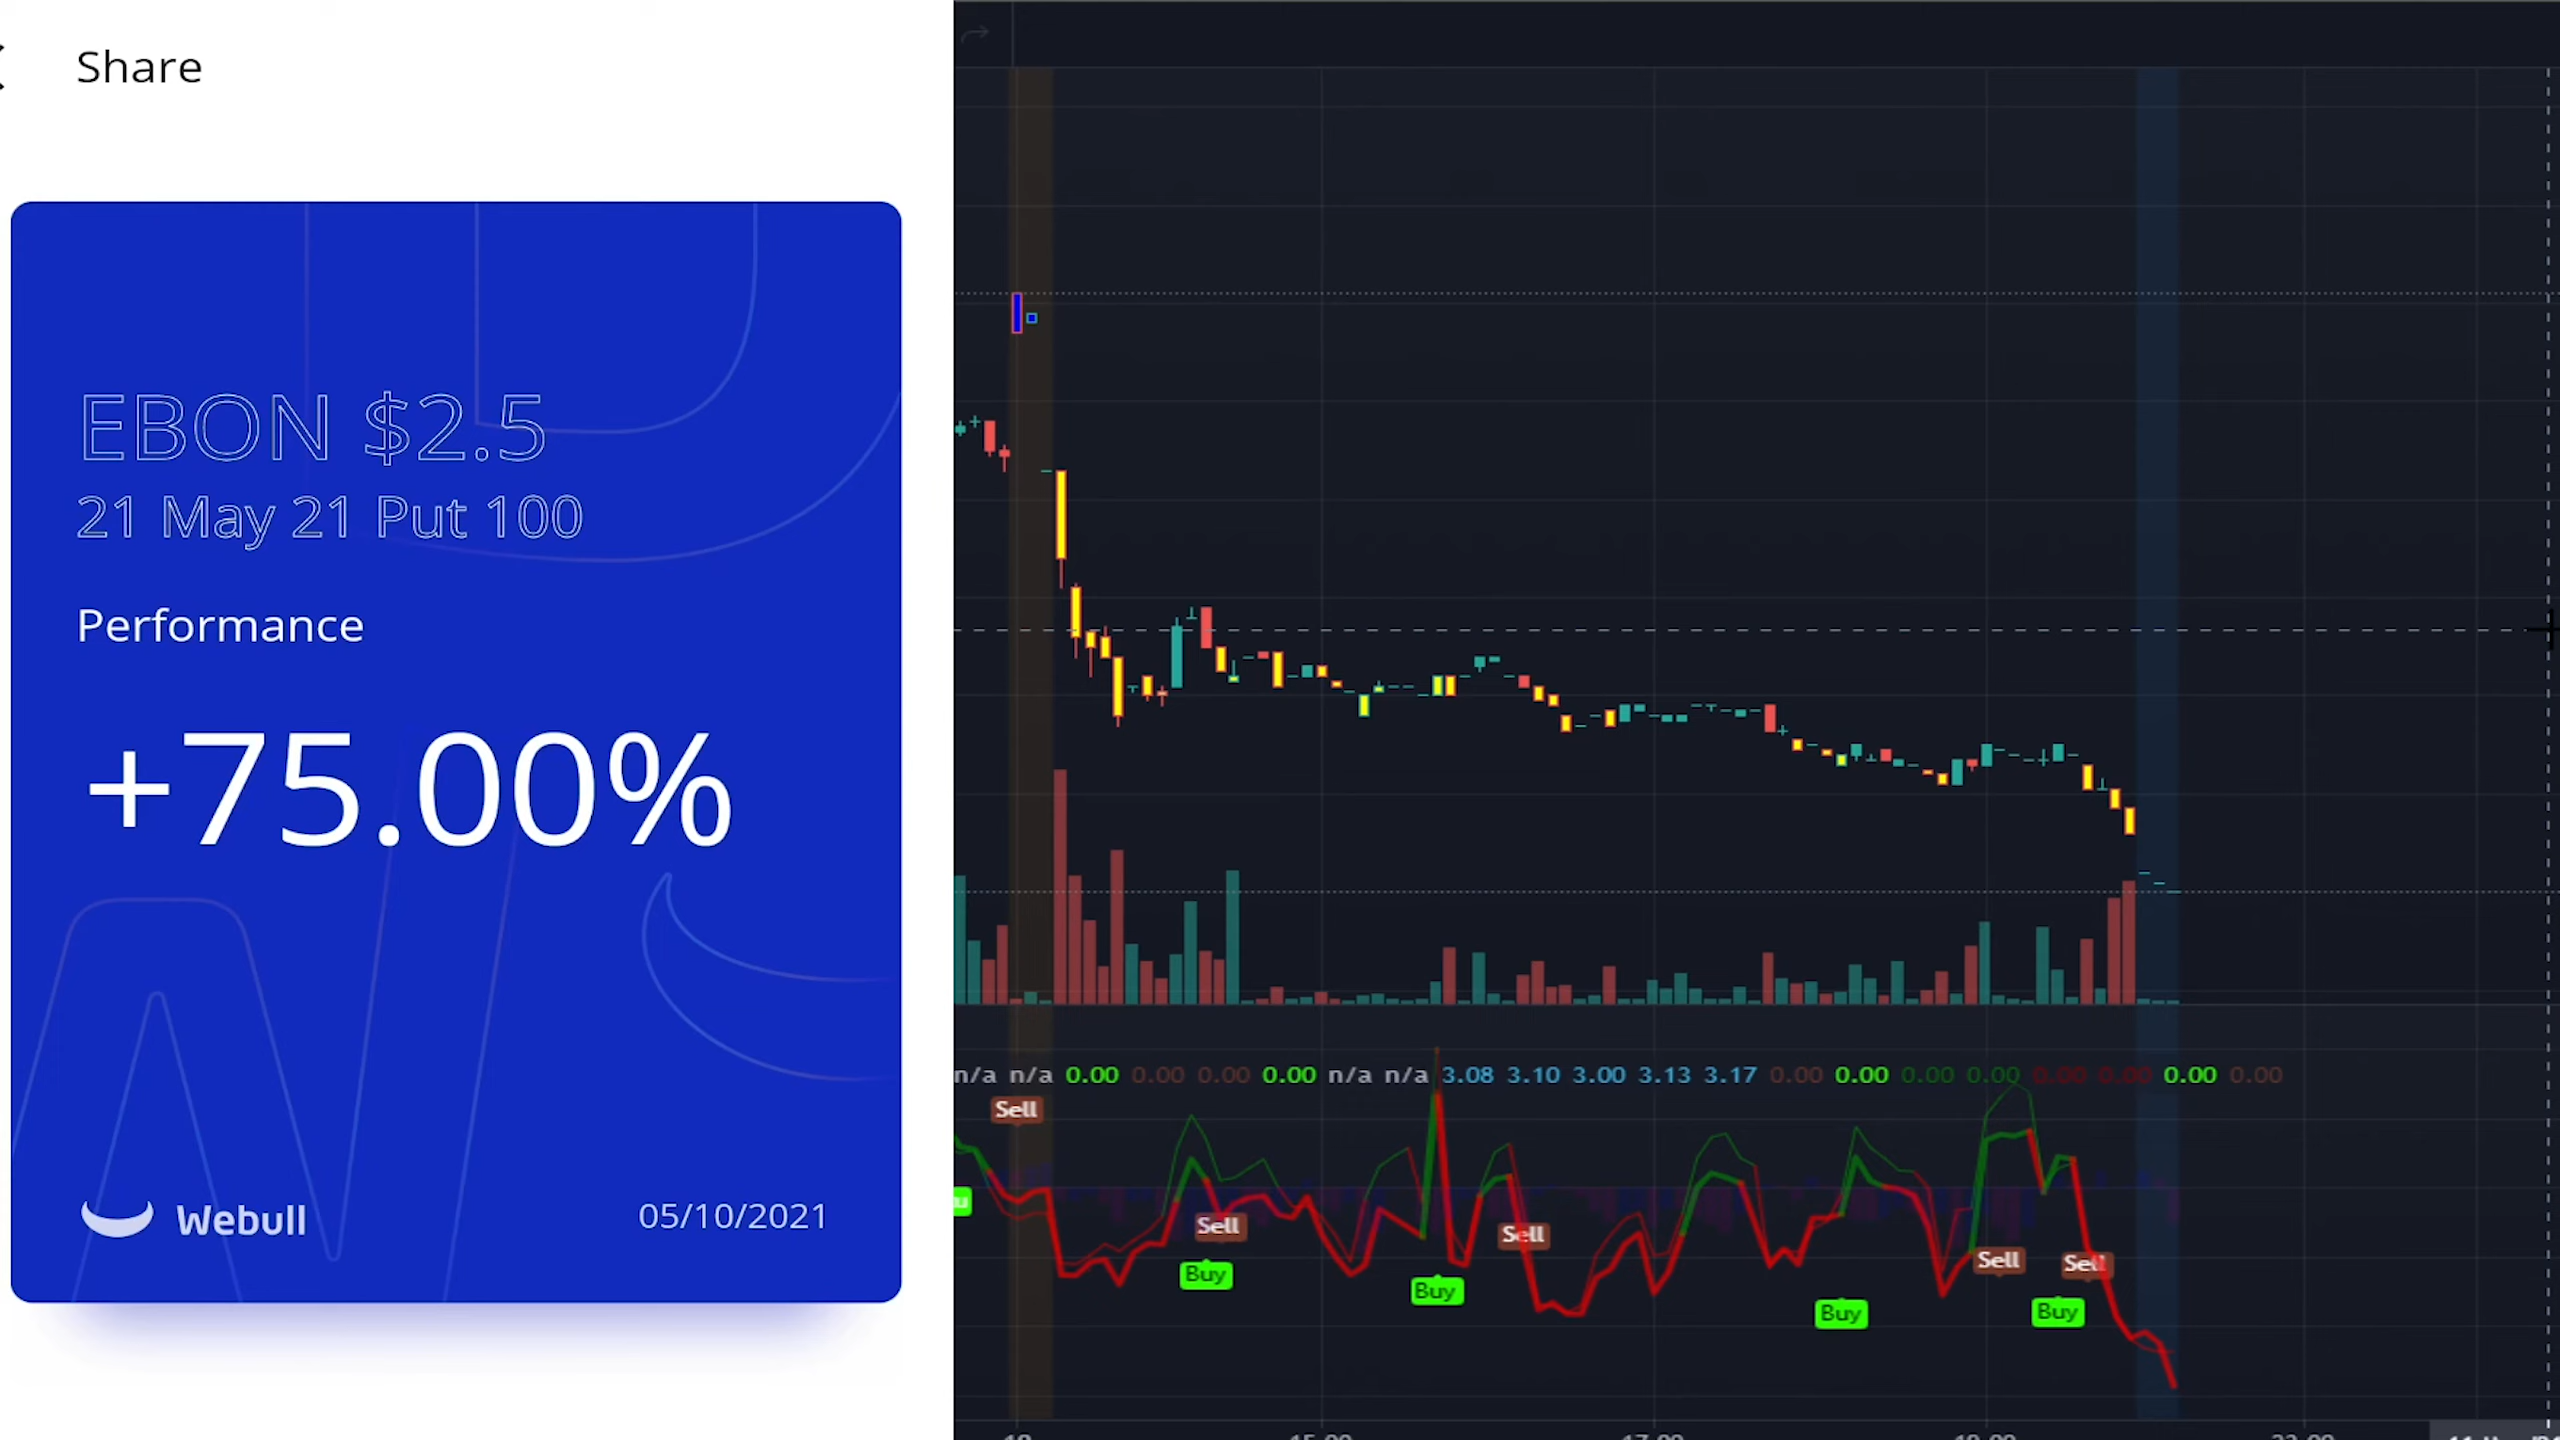 Share
EBON $2.5
21 May 21 Put 100
Performance
+75.00%
Webull
05/10/2021
n/a n/a 0.00 0.00 0.00 0.00 n/a n/a 3.08 3.10 3.00 3.13 3.17 0.00 0.00 0.00 0.00 0.00 0.00 0.00 0.00
Sell
Sell
Sell
Sell
Sell
Buy
Buy
Buy
Buy